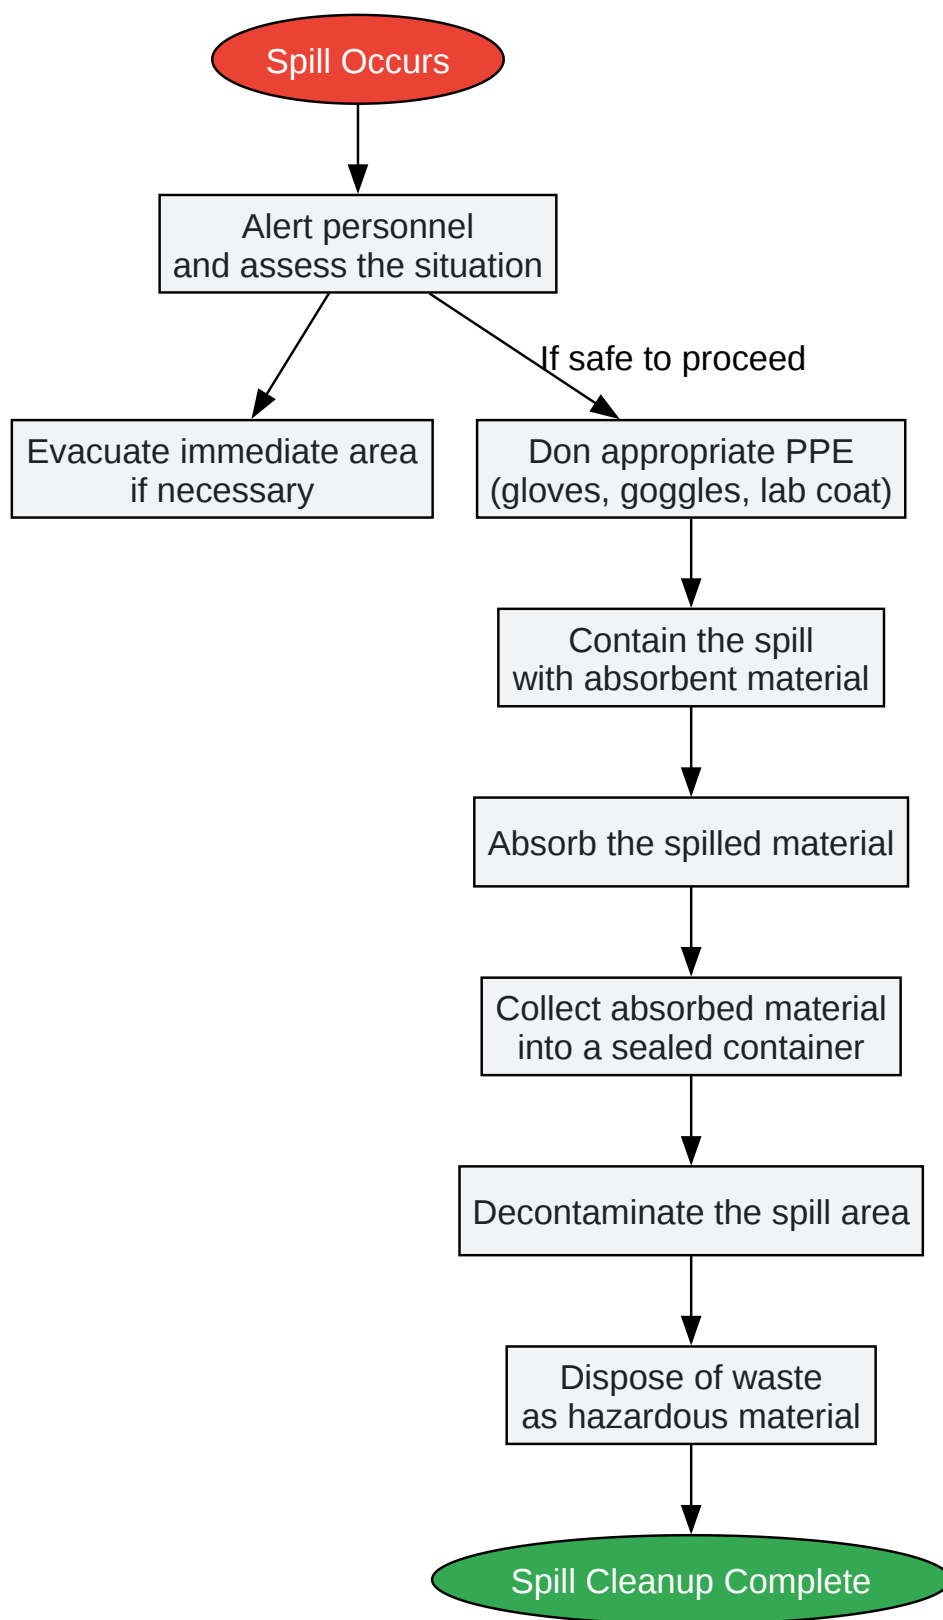 Spill Occurs
Alert personnel
and assess the situation
If safe to proceed
Evacuate immediate area
if necessary
Don appropriate PPE
(gloves, goggles, lab coat)
Contain the spill
with absorbent material
Absorb the spilled material
Collect absorbed material
into a sealed container
Decontaminate the spill area
Dispose of waste
as hazardous material
Spill Cleanup Complete